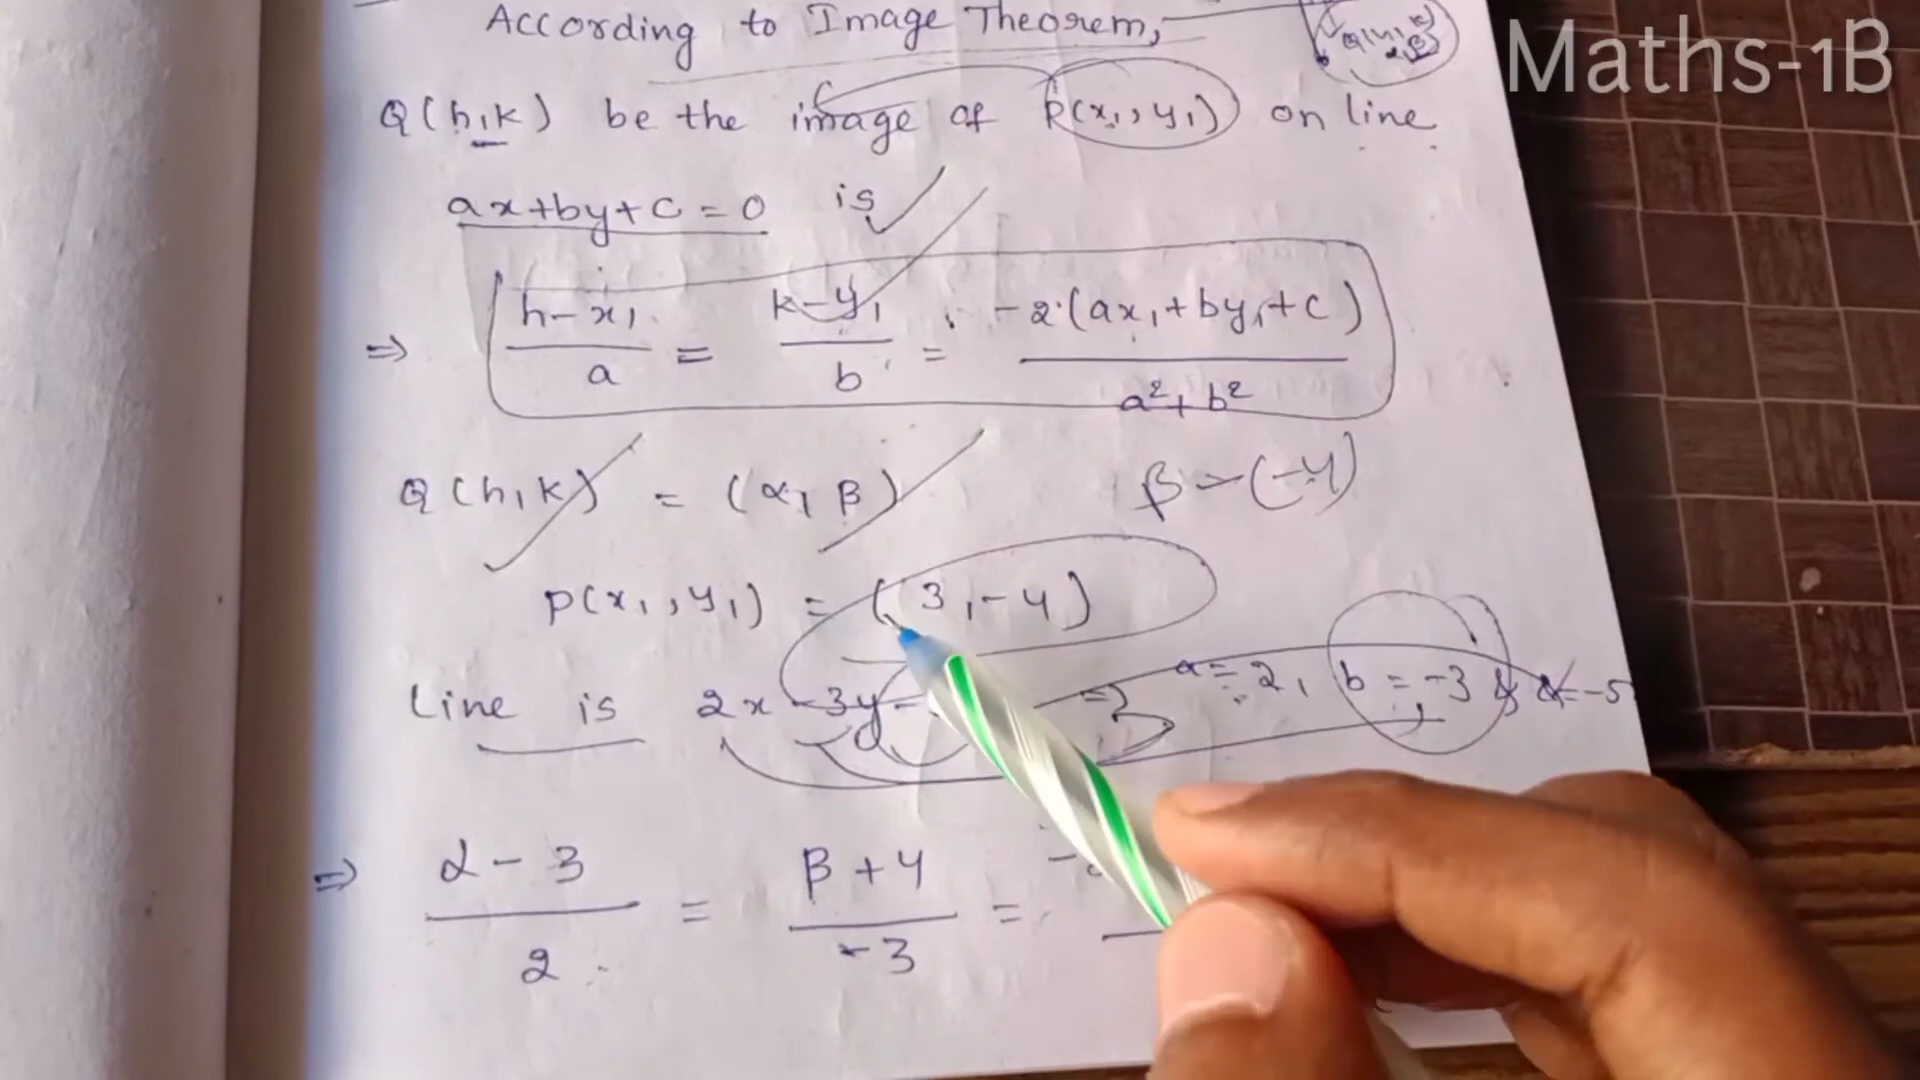 According to Image Theorem,
Maths-1B
Q(h,k) be the image of P(x₁, y₁) on line
ax+by+c=0 is
⇒ h-x₁/a = k-y₁/b = -2(ax₁+by₁+c)/a²+b²
Q(h,k) = (α, β) β-(-4)
P(x₁, y₁) = (3,-4)
Line is 2x-3y- ⇒ a=2, b=-3 & =-5
⇒ α-3/2 = β+4/-3 = -